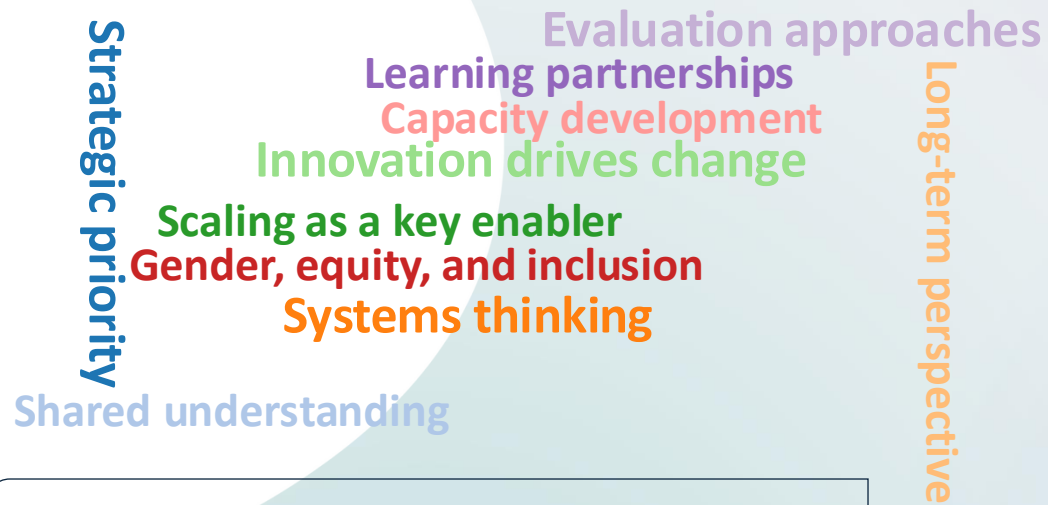 Evaluation approaches
Strategic priority
Learning partnerships
Long-term perspective
Capacity development
Innovation drives change
Scaling as a key enabler
Gender, equity, and inclusion
Systems thinking
Shared understanding